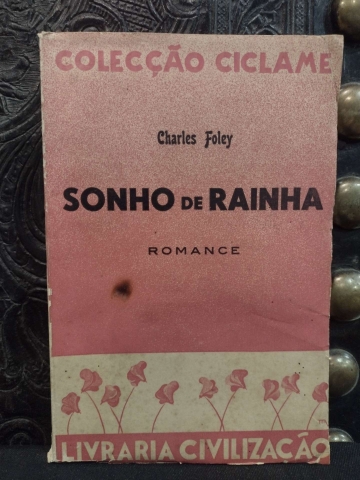 COLECÇÃO CICLAME
Charles Foley
SONHO DE RAINHA
ROMANCE
LIVRARIA CIVILIZAÇÃO